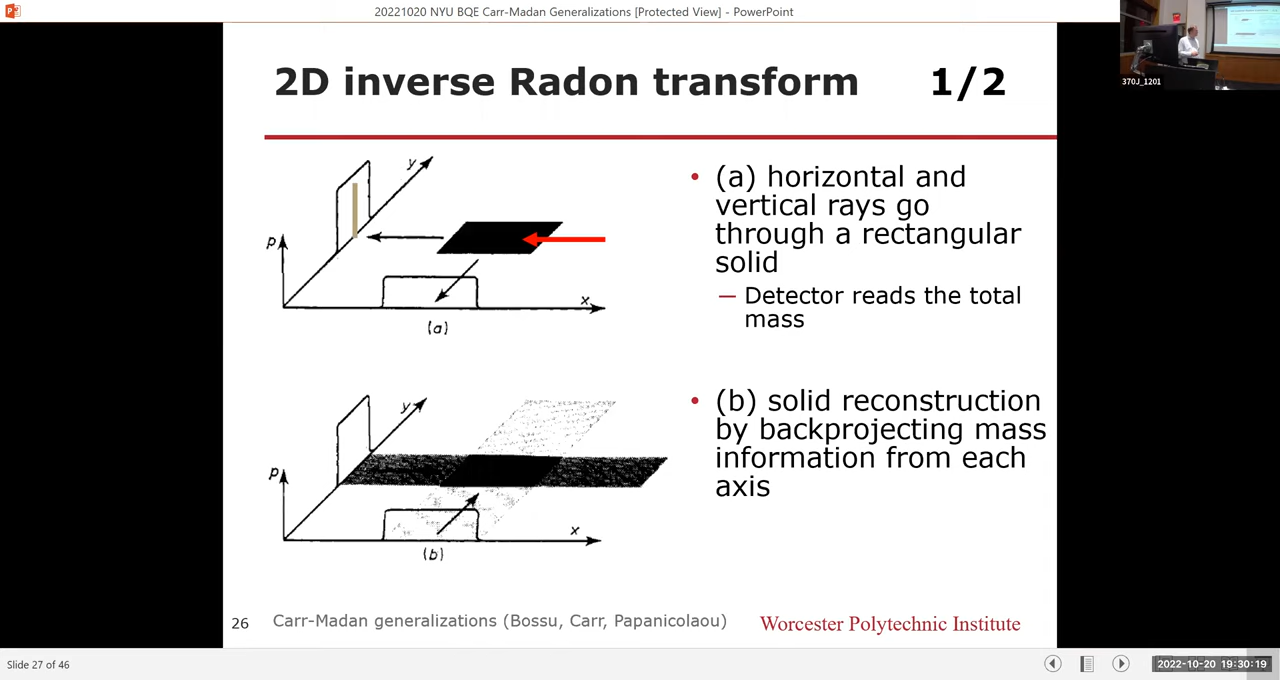 20221020 NYU BQE Carr-Madan Generalizations [Protected View] - PowerPoint
370J_1201
2D inverse Radon transform 1/2
y
p
x
(a)
• (a) horizontal and
vertical rays go
through a rectangular
solid
— Detector reads the total
mass
y
p
x
(b)
• (b) solid reconstruction
by backprojecting mass
information from each
axis
26 Carr-Madan generalizations (Bossu, Carr, Papanicolaou) Worcester Polytechnic Institute
Slide 27 of 46
2022-10-20 19:30:19